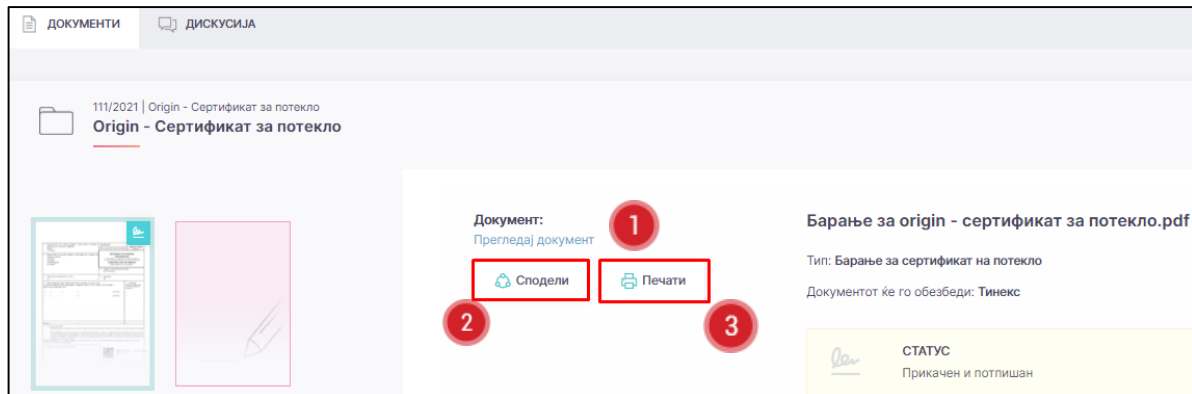 ДОКУМЕНТИ
ДИСКУСИЈА
111/2021 | Origin - Сертификат за потекло
Origin - Сертификат за потекло
Документ:
Прегледај документ
1
Сподели
Печати
2
3
Барање за origin - сертификат за потекло.pdf
Тип: Барање за сертификат на потекло
Документот ќе го обезбеди: Тинекс
СТАТУС
Прикачен и потпишан